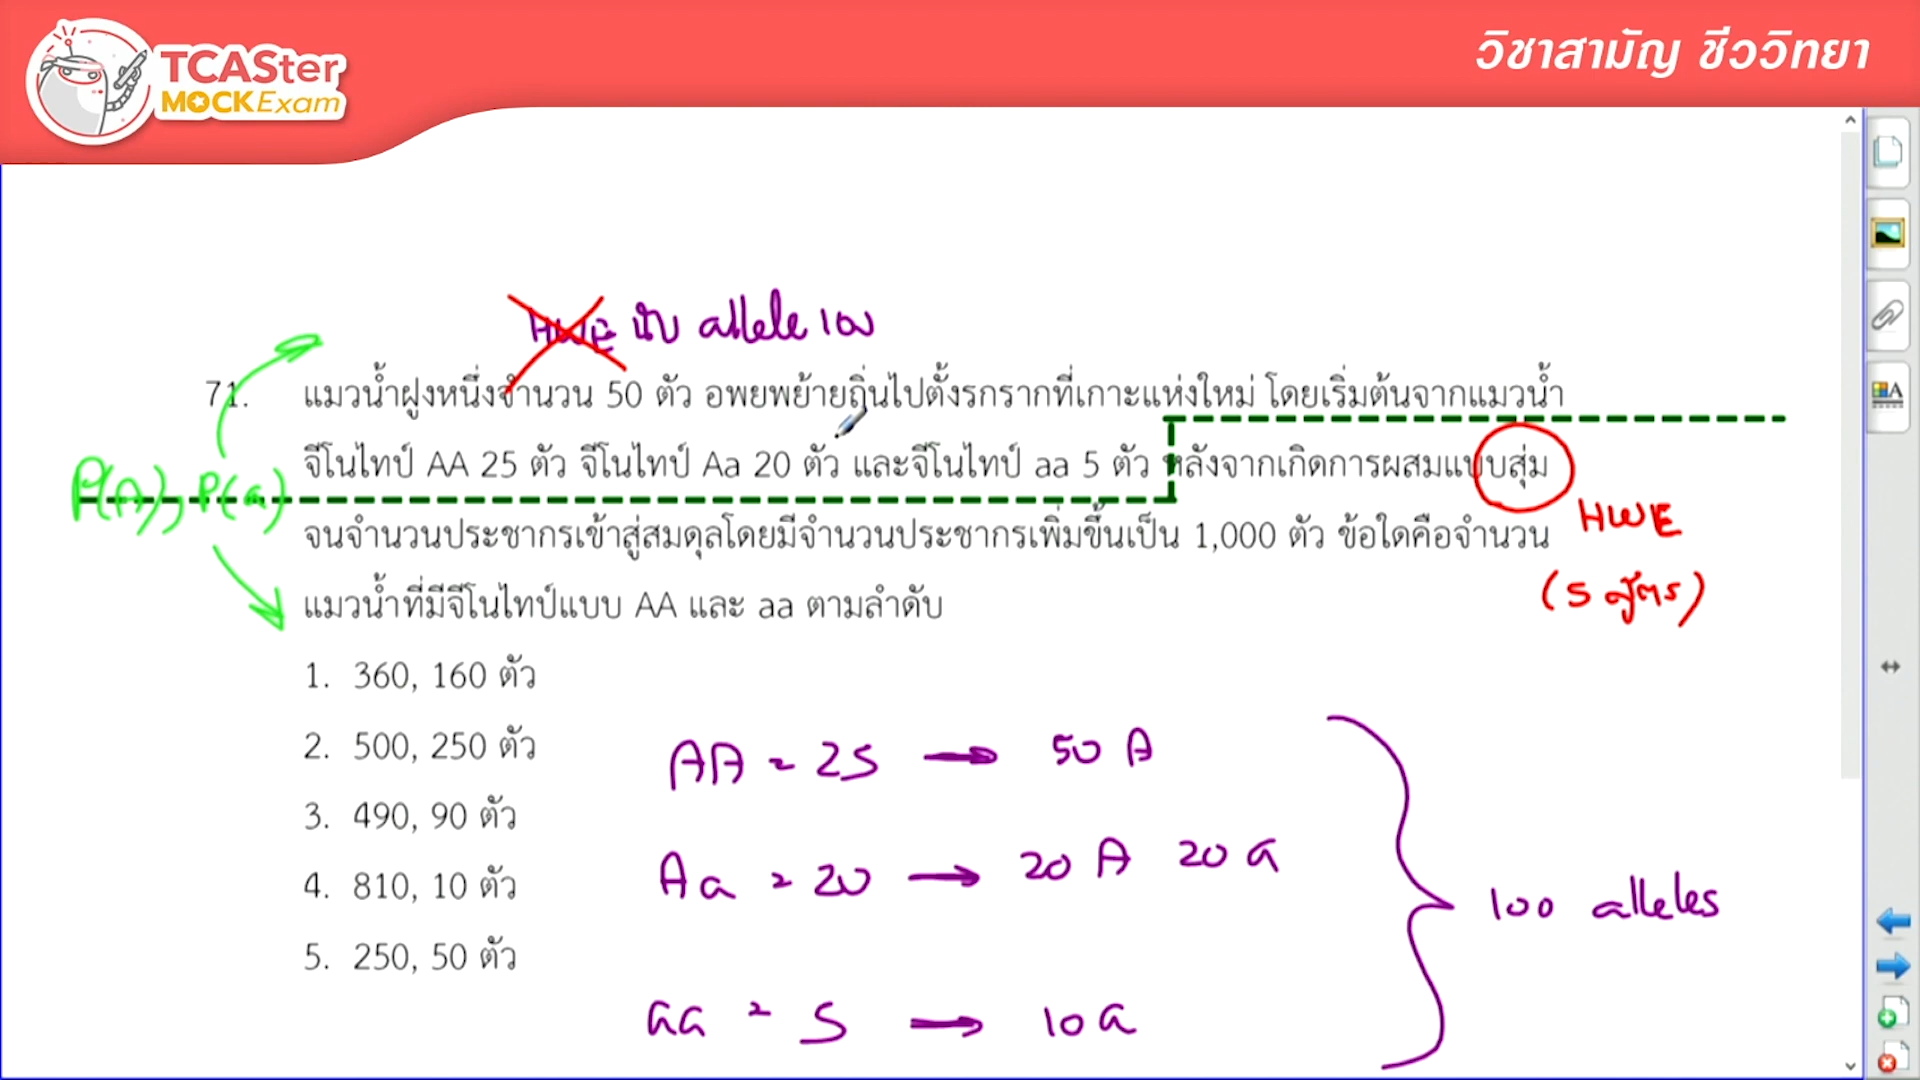 TCASter
MOCK Exam
วิชาสามัญ ชีววิทยา
HWE นับ allele เอง
71. แมวน้ำฝูงหนึ่งจำนวน 50 ตัว อพยพย้ายถิ่นไปตั้งรกรากที่เกาะแห่งใหม่ โดยเริ่มต้นจากแมวน้ำ
จีโนไทป์ AA 25 ตัว จีโนไทป์ Aa 20 ตัว และจีโนไทป์ aa 5 ตัว หลังจากเกิดการผสมแบบสุ่ม
P(A), P(a)
จนจำนวนประชากรเข้าสู่สมดุลโดยมีจำนวนประชากรเพิ่มขึ้นเป็น 1,000 ตัว ข้อใดคือจำนวน
HWE
แมวน้ำที่มีจีโนไทป์แบบ AA และ aa ตามลำดับ
(5 สูตร)
1. 360, 160 ตัว
2. 500, 250 ตัว
3. 490, 90 ตัว
4. 810, 10 ตัว
5. 250, 50 ตัว
AA = 25 → 50 A
Aa = 20 → 20 A 20 a
aa = 5 → 10 a
100 alleles